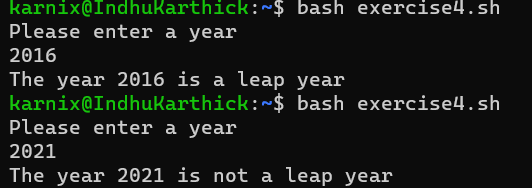 karnix@IndhuKarthick:~$ bash exercise4.sh
Please enter a year
2016
The year 2016 is a leap year
karnix@IndhuKarthick:~$ bash exercise4.sh
Please enter a year
2021
The year 2021 is not a leap year